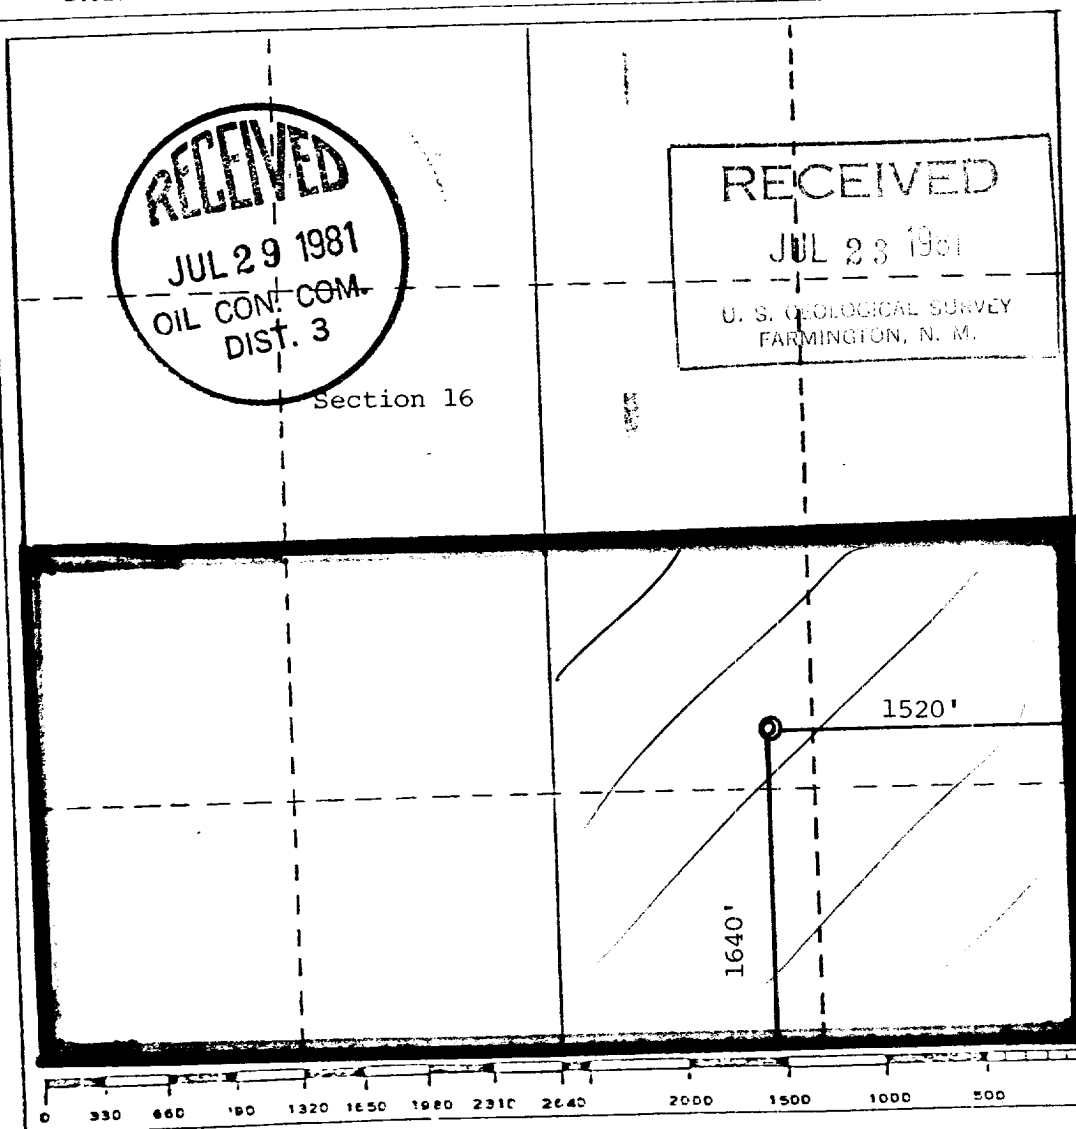 RECEIVED
JUL 29 1981
OIL CON. COM.
DIST. 3
RECEIVED
JUL 23 1981
U. S. GEOLOGICAL SURVEY
FARMINGTON, N. M.
Section 16
1520'
1640'
0 330 660 1320 1650 1980 2310 2640 2000 1500 1000 500